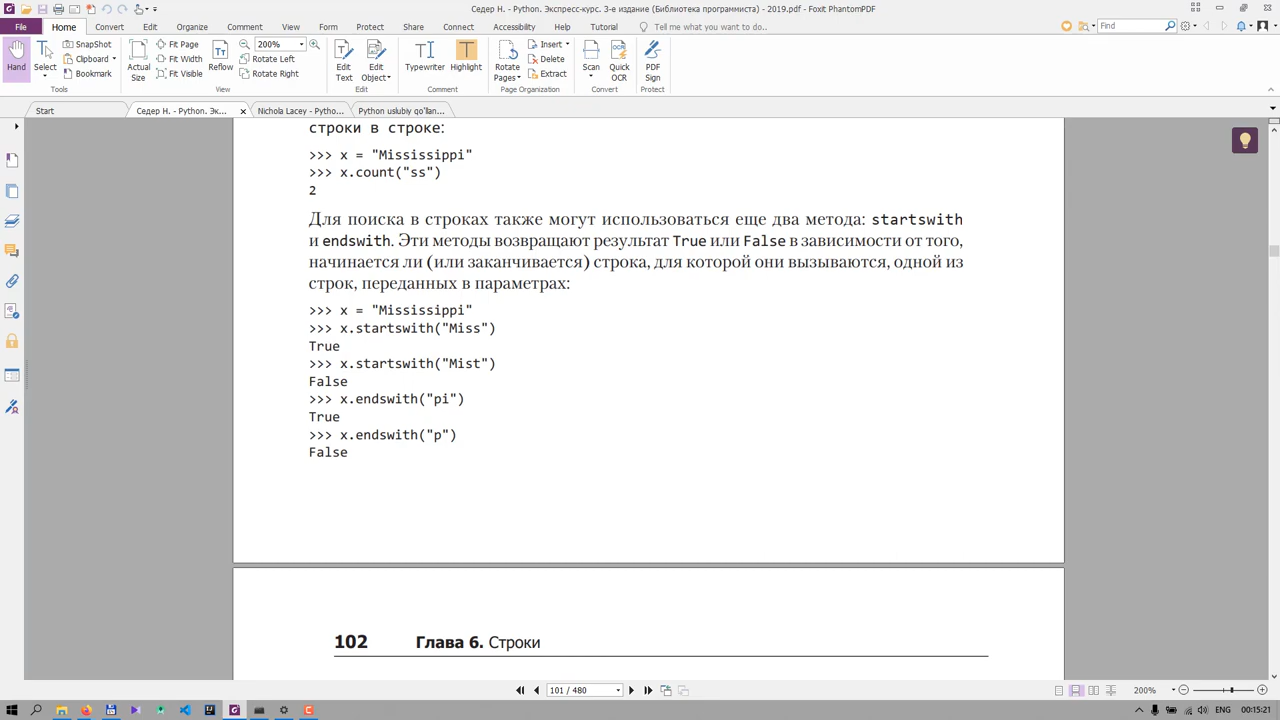 Седер Н. - Python. Экспресс-курс. 3-е издание (Библиотека программиста) - 2019.pdf - Foxit PhantomPDF
File Home Convert Edit Organize Comment View Form Protect Share Connect Accessibility Help Tutorial Tell me what you want to do... Find
SnapShot
Clipboard
Bookmark
Hand Select
Tools
Actual Size
Fit Page
Fit Width
Fit Visible
Reflow
200%
Rotate Left
Rotate Right
View
Edit Text
Edit Object
Edit
Typewriter Highlight
Comment
Rotate Pages
Insert
Delete
Extract
Page Organization
Scan Quick OCR
Convert
PDF Sign
Protect
Start Седер Н. - Python. Эк... Nichola Lacey - Pytho... Python uslubiy qo'llan...
строки в строке:
>>> x = "Mississippi"
>>> x.count("ss")
2
Для поиска в строках также могут использоваться еще два метода: startswith
и endswith. Эти методы возвращают результат True или False в зависимости от того,
начинается ли (или заканчивается) строка, для которой они вызываются, одной из
строк, переданных в параметрах:
>>> x = "Mississippi"
>>> x.startswith("Miss")
True
>>> x.startswith("Mist")
False
>>> x.endswith("pi")
True
>>> x.endswith("p")
False
102 Глава 6. Строки
101 / 480
200%
ENG 00:15:21